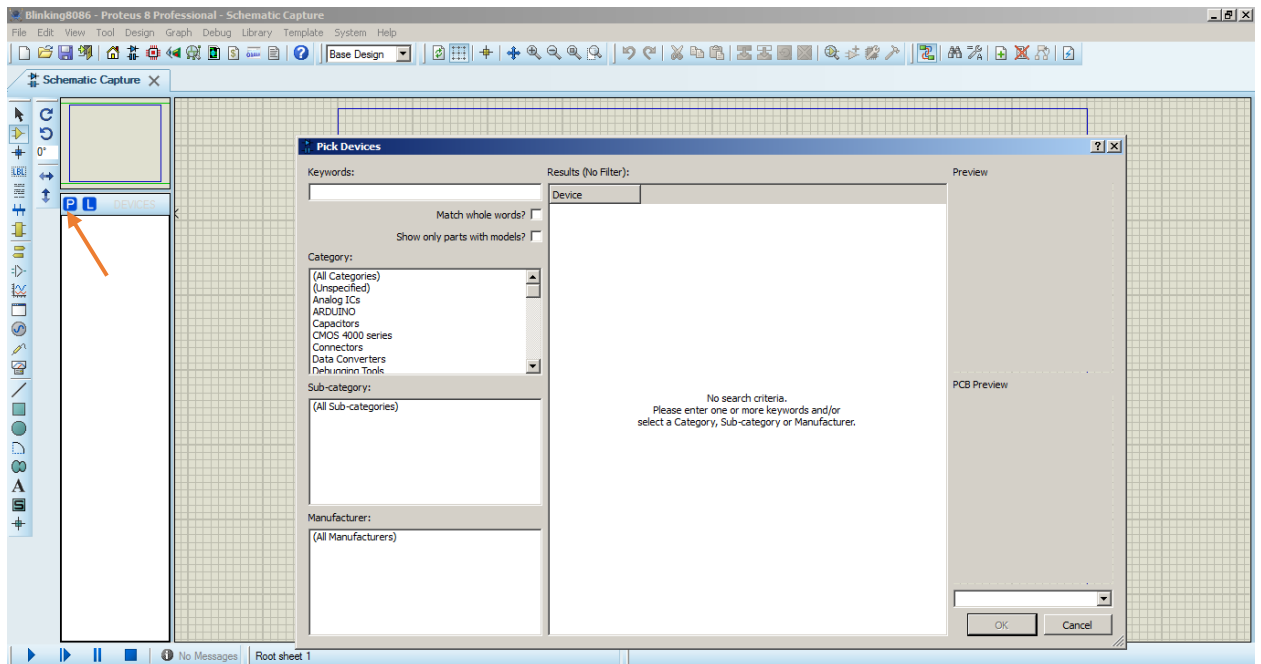 Blinking8086 - Proteus 8 Professional - Schematic Capture
File Edit View Tool Design Graph Debug Library Template System Help
Base Design
Schematic Capture
0°
LBL
P L DEVICES
A
S
Pick Devices
Keywords:
Match whole words?
Show only parts with models?
Category:
(All Categories)
(Unspecified)
Analog ICs
ARDUINO
Capacitors
CMOS 4000 series
Connectors
Data Converters
Debugging Tools
Sub-category:
(All Sub-categories)
Manufacturer:
(All Manufacturers)
Results (No Filter):
Device
No search criteria.
Please enter one or more keywords and/or
select a Category, Sub-category or Manufacturer.
Preview
PCB Preview
OK Cancel
No Messages Root sheet 1